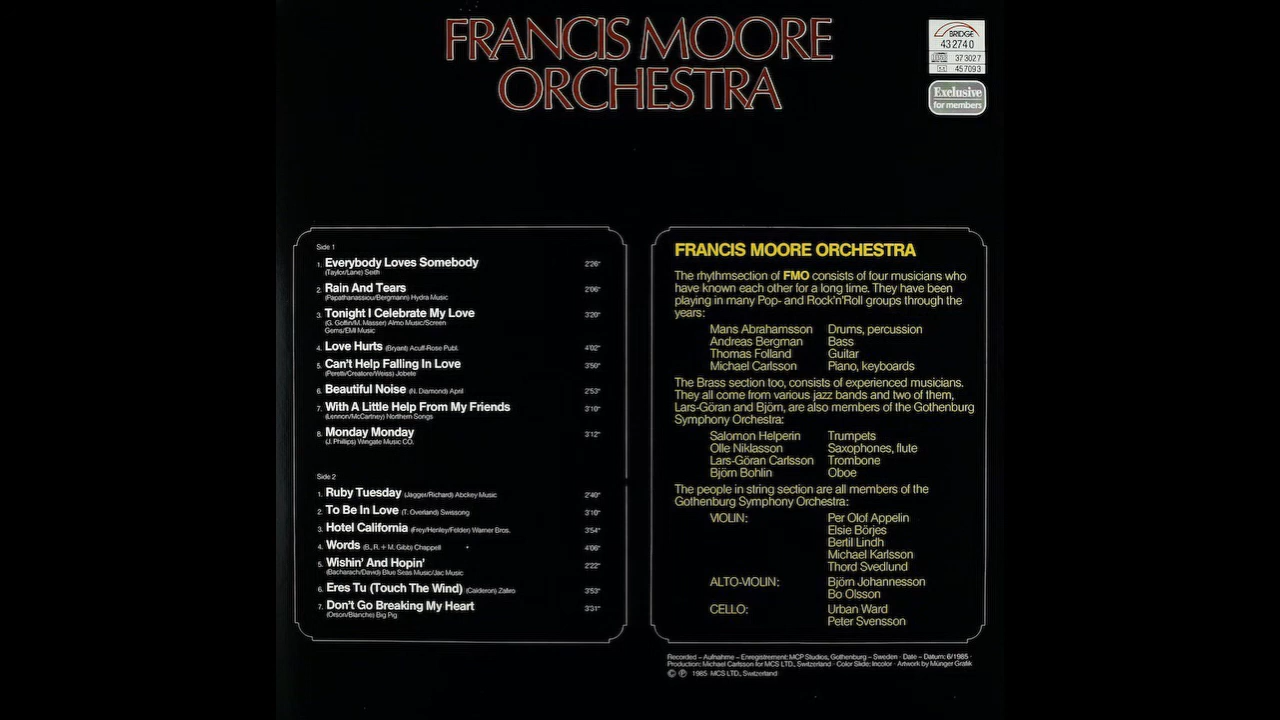 FRANCIS MOORE
ORCHESTRA
BRIDGE
43 274 0
373027
457093
Exclusive
for members
Side 1
1. Everybody Loves Somebody 2'26"
(Taylor/Lane) Seith
2. Rain And Tears 2'06"
(Papathanassiou/Bergmann) Hydra Music
3. Tonight I Celebrate My Love 3'20"
(G. Goffin/M. Masser) Almo Music/Screen
Gems/EMI Music
4. Love Hurts (Bryant) Acuff-Rose Publ. 4'02"
5. Can't Help Falling In Love 3'50"
(Peretti/Creatore/Weiss) Jobete
6. Beautiful Noise (N. Diamond) April 2'53"
7. With A Little Help From My Friends 3'10"
(Lennon/McCartney) Northern-Songs
8. Monday Monday 3'12"
(J. Phillips) Wingate Music CO.
Side 2
1. Ruby Tuesday (Jagger/Richard) Abckey-Music 2'40"
2. To Be In Love (T. Overland) Swissong 3'10"
3. Hotel California (Frey/Henley/Felder) Warner Bros. 3'54"
4. Words (B., R. + M. Gibb) Chappell 4'06"
5. Wishin' And Hopin' 2'22"
(Bacharach/David) Blue Seas Music/Jac Music
6. Eres Tu (Touch The Wind) (Calderon) Zafiro 3'53"
7. Don't Go Breaking My Heart 3'31"
(Orson/Blanche) Big Pig
FRANCIS MOORE ORCHESTRA
The rhythmsection of FMO consists of four musicians who
have known each other for a long time. They have been
playing in many Pop- and Rock'n'Roll groups through the
years:
Mans Abrahamsson Drums, percussion
Andreas Bergman Bass
Thomas Folland Guitar
Michael Carlsson Piano, keyboards
The Brass section too, consists of experienced musicians.
They all come from various jazz bands and two of them,
Lars-Göran and Björn, are also members of the Gothenburg
Symphony Orchestra:
Salomon Helperin Trumpets
Olle Niklasson Saxophones, flute
Lars-Göran Carlsson Trombone
Björn Bohlin Oboe
The people in string section are all members of the
Gothenburg Symphony Orchestra:
VIOLIN: Per Olof Appelin
Elsie Börjes
Bertil Lindh
Michael Karlsson
Thord Svedlund
ALTO-VIOLIN: Björn Johannesson
Bo Olsson
CELLO: Urban Ward
Peter Svensson
Recorded – Aufnahme – Enregistrement: MCP Studios, Gothenburg – Sweden · Date – Datum: 6/1985 ·
Production: Michael Carlsson for MCS LTD., Switzerland · Color Slide: Incolor · Artwork by Münger Grafik
© ℗ 1985 MCS LTD., Switzerland